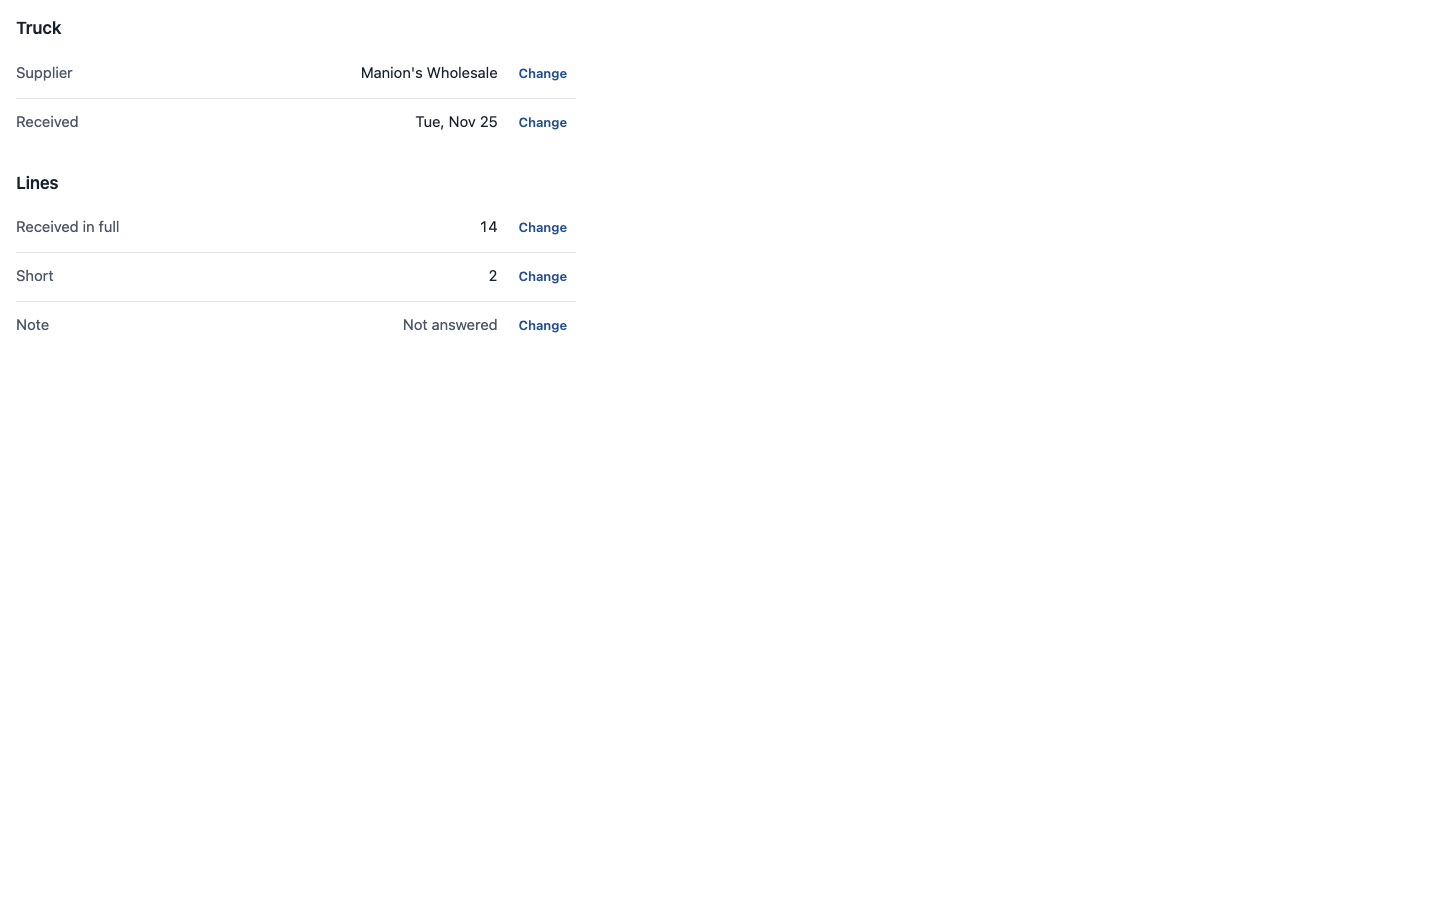 Truck
Supplier Manion's Wholesale Change
Received Tue, Nov 25 Change
Lines
Received in full 14 Change
Short 2 Change
Note Not answered Change